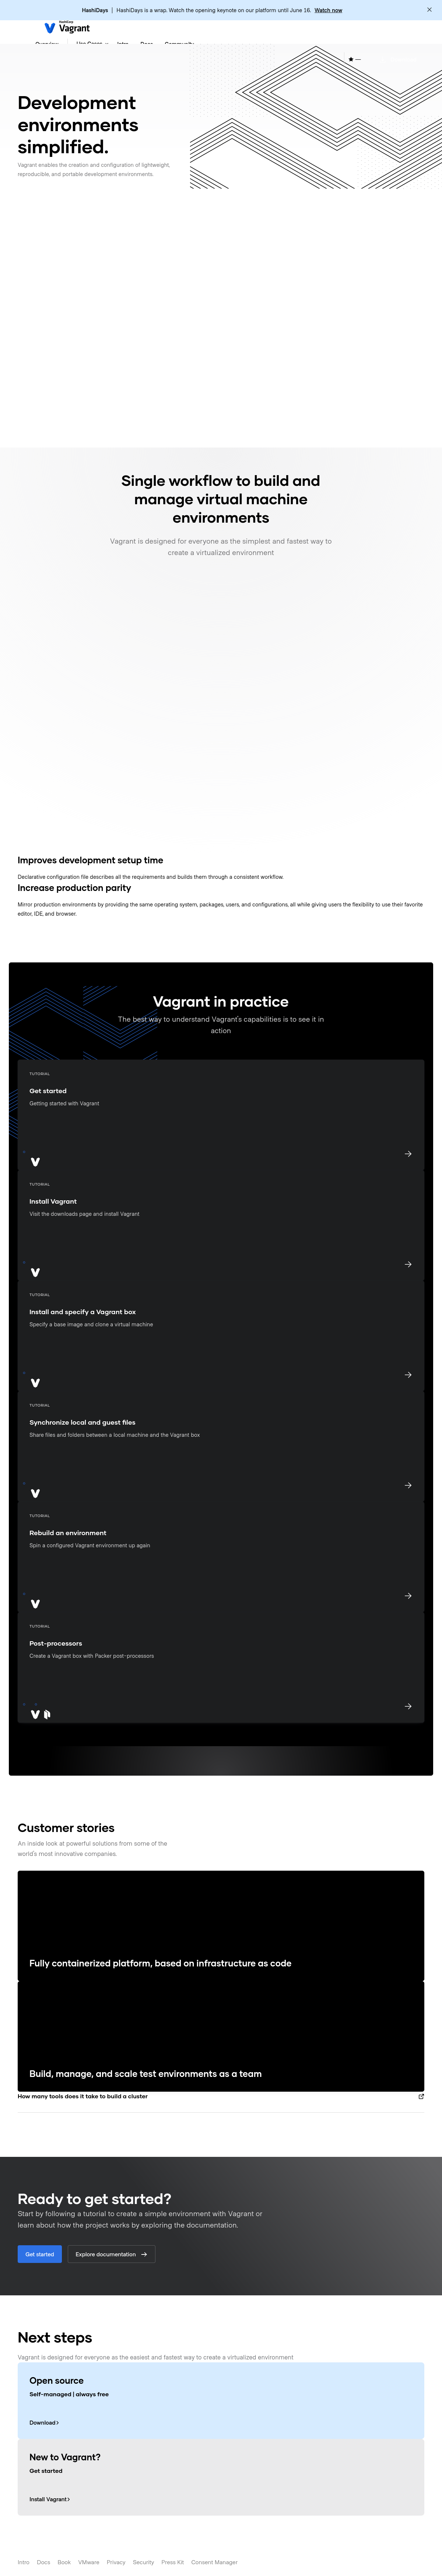 HashiDays | HashiDays is a wrap. Watch the opening keynote on our platform until June 16. Watch now
HashiCorp
Vagrant
Overview Use Cases Intro Docs Community
Development
environments
simplified.
Vagrant enables the creation and configuration of lightweight,
reproducible, and portable development environments.
Single workflow to build and
manage virtual machine
environments
Vagrant is designed for everyone as the simplest and fastest way to
create a virtualized environment
Improves development setup time
Declarative configuration file describes all the requirements and builds them through a consistent workflow.
Increase production parity
Mirror production environments by providing the same operating system, packages, users, and configurations, all while giving users the flexibility to use their favorite
editor, IDE, and browser.
Vagrant in practice
The best way to understand Vagrant's capabilities is to see it in
action
TUTORIAL
Get started
Getting started with Vagrant
TUTORIAL
Install Vagrant
Visit the downloads page and install Vagrant
TUTORIAL
Install and specify a Vagrant box
Specify a base image and clone a virtual machine
TUTORIAL
Synchronize local and guest files
Share files and folders between a local machine and the Vagrant box
TUTORIAL
Rebuild an environment
Spin a configured Vagrant environment up again
TUTORIAL
Post-processors
Create a Vagrant box with Packer post-processors
Customer stories
An inside look at powerful solutions from some of the
world's most innovative companies.
Fully containerized platform, based on infrastructure as code
Build, manage, and scale test environments as a team
How many tools does it take to build a cluster
Ready to get started?
Start by following a tutorial to create a simple environment with Vagrant or
learn about how the project works by exploring the documentation.
Get started
Explore documentation
Next steps
Vagrant is designed for everyone as the easiest and fastest way to create a virtualized environment
Open source
Self-managed | always free
Download
New to Vagrant?
Get started
Install Vagrant
Intro Docs Book VMware Privacy Security Press Kit Consent Manager